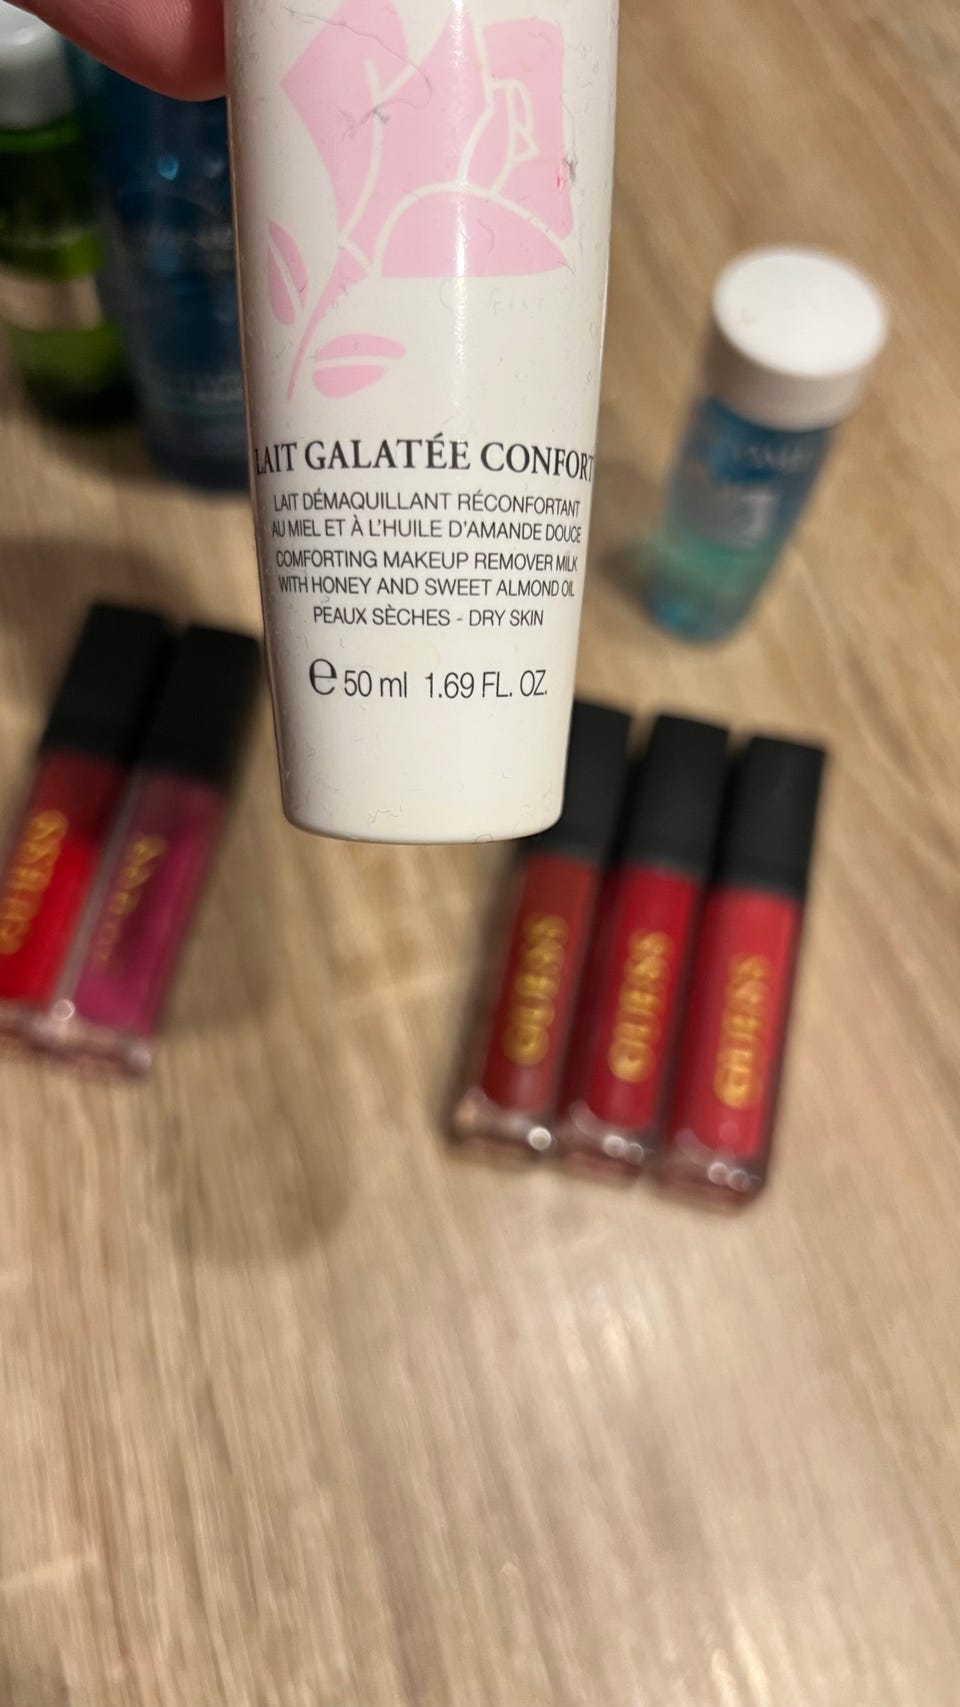 LAIT GALATÉE CONFORT
LAIT DÉMAQUILLANT RÉCONFORTANT
AU MIEL ET À L'HUILE D'AMANDE DOUCE
COMFORTING MAKEUP REMOVER MILK
WITH HONEY AND SWEET ALMOND OIL
PEAUX SÈCHES - DRY SKIN
e 50 ml 1.69 FL. OZ.
GUESS
GUESS
GUESS
GUESS
GUESS